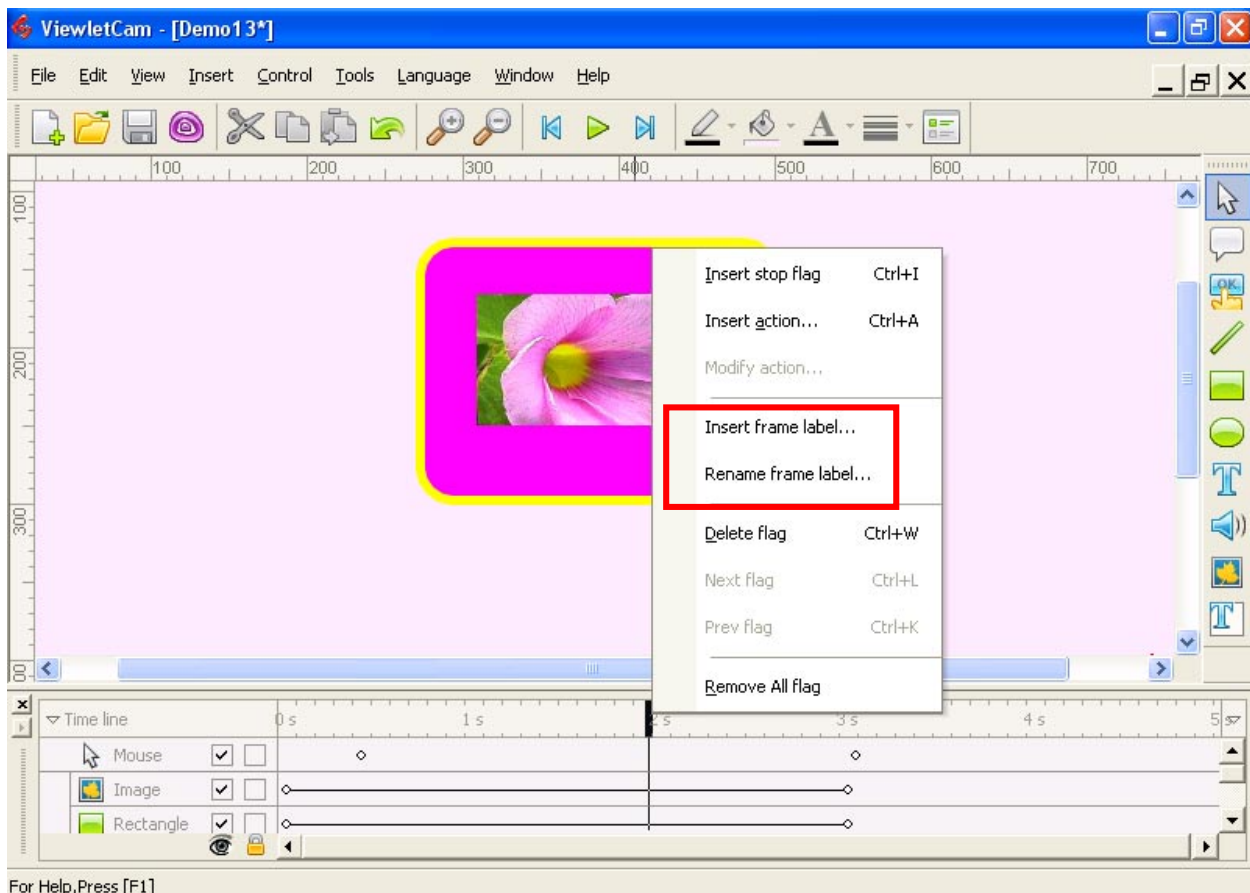 ViewletCam - [Demo13*]
File Edit View Insert Control Tools Language Window Help
100 200 300 400 500 600 700
100
200
300
Insert stop flag Ctrl+I
Insert action... Ctrl+A
Modify action...
Insert frame label...
Rename frame label...
Delete flag Ctrl+W
Next flag Ctrl+L
Prev flag Ctrl+K
Remove All flag
OK
T
T
A
Time line 0 s 1 s 2 s 3 s 4 s 5
Mouse
Image
Rectangle
For Help,Press [F1]